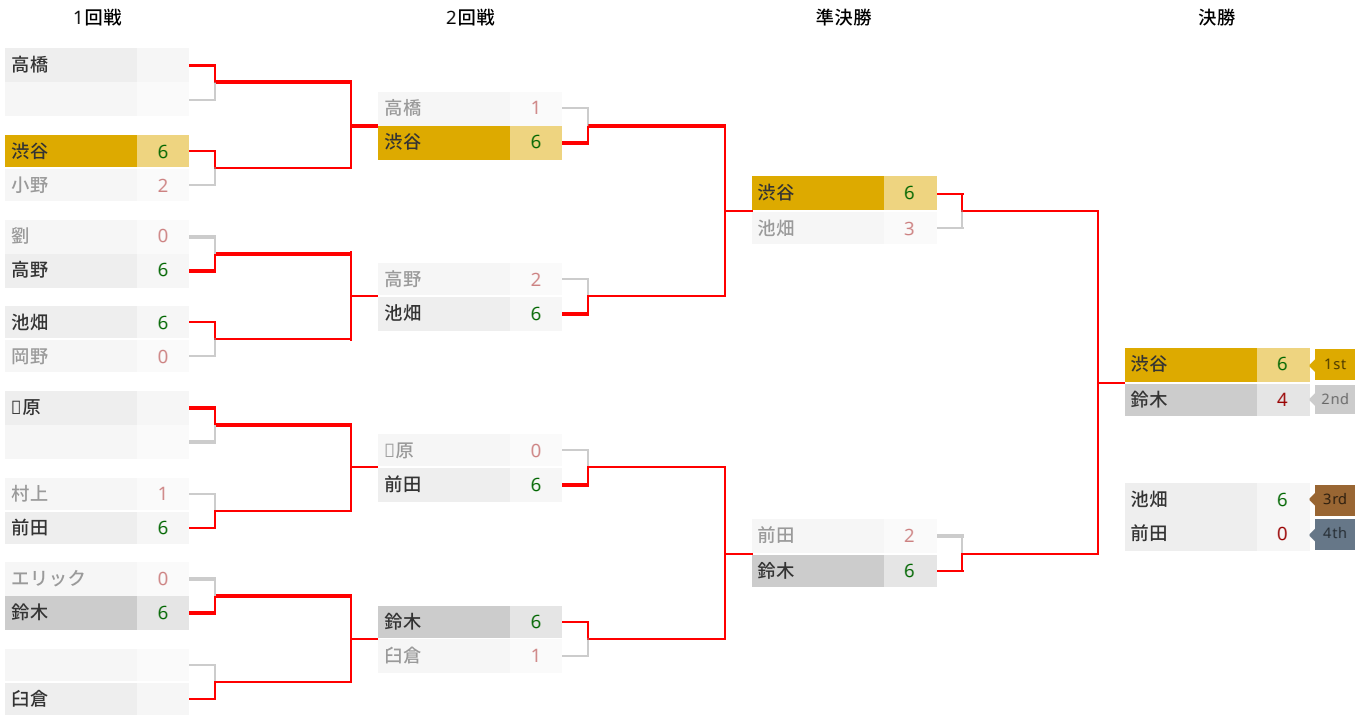 1回戦
2回戦
準決勝
決勝
高橋
渋谷 6
小野 2
劉 0
高野 6
池畑 6
岡野 0
原
村上 1
前田 6
エリック 0
鈴木 6
臼倉
高橋 1
渋谷 6
高野 2
池畑 6
原 0
前田 6
鈴木 6
臼倉 1
渋谷 6
池畑 3
前田 2
鈴木 6
渋谷 6 1st
鈴木 4 2nd
池畑 6 3rd
前田 0 4th